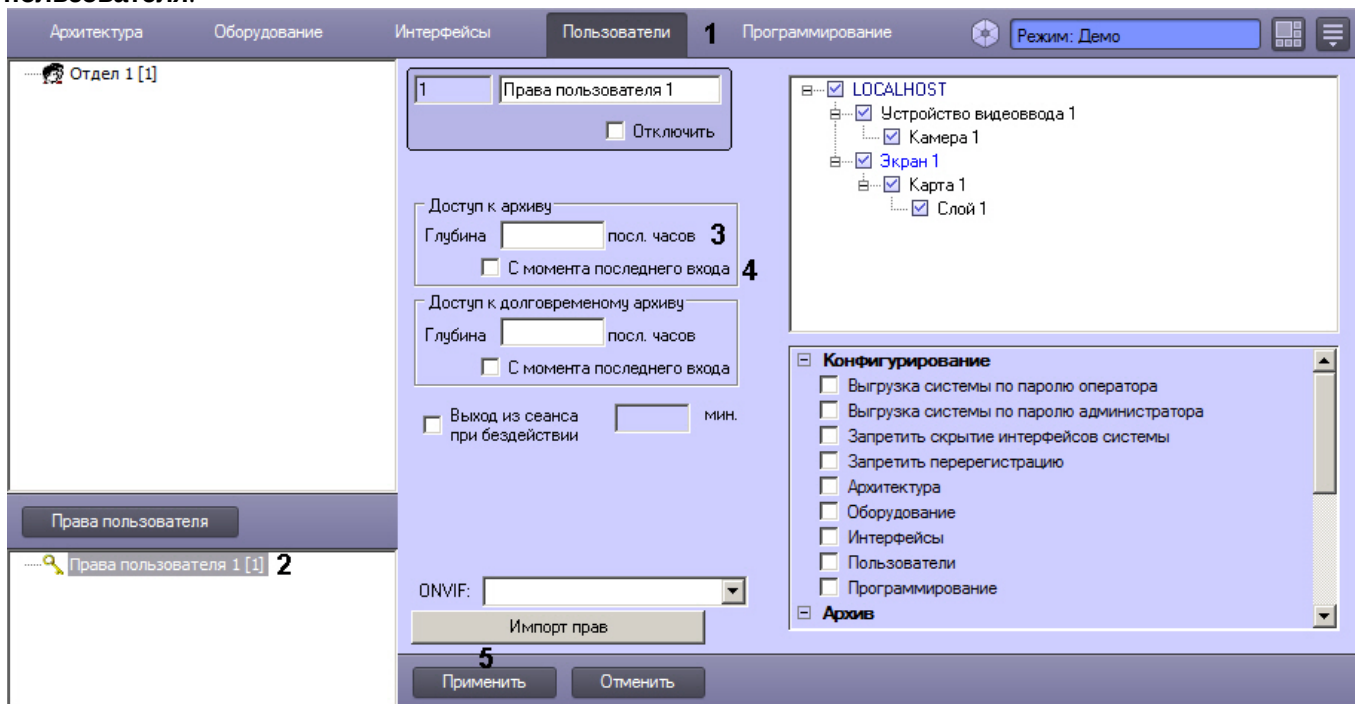 пользователя.
Архитектура Оборудование Интерфейсы Пользователи 1 Программирование Режим: Демо
Отдел 1 [1]
1 Права пользователя 1
Отключить
Доступ к архиву
Глубина посл. часов 3
С момента последнего входа 4
Доступ к долговременому архиву
Глубина посл. часов
С момента последнего входа
Выход из сеанса при бездействии мин.
LOCALHOST
Устройство видеоввода 1
Камера 1
Экран 1
Карта 1
Слой 1
Конфигурирование
Выгрузка системы по паролю оператора
Выгрузка системы по паролю администратора
Запретить скрытие интерфейсов системы
Запретить перерегистрацию
Архитектура
Оборудование
Интерфейсы
Пользователи
Программирование
Архив
Права пользователя
Права пользователя 1 [1] 2
ONVIF:
Импорт прав
5
Применить Отменить